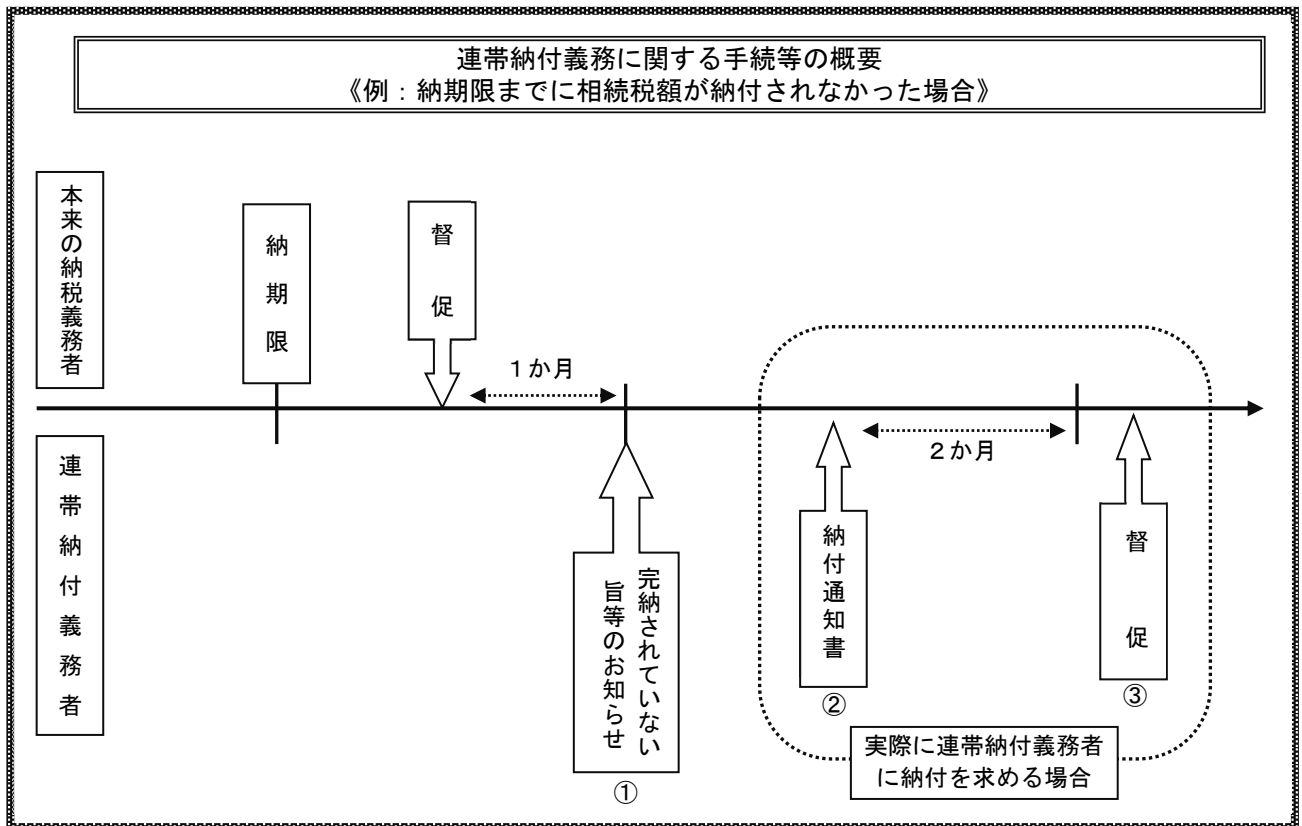 連帯納付義務に関する手続等の概要
《例：納期限までに相続税額が納付されなかった場合》
本来の納税義務者
納期限
督促
１か月
２か月
連帯納付義務者
完納されていない
旨等のお知らせ
①
納付通知書
②
督促
③
実際に連帯納付義務者
に納付を求める場合